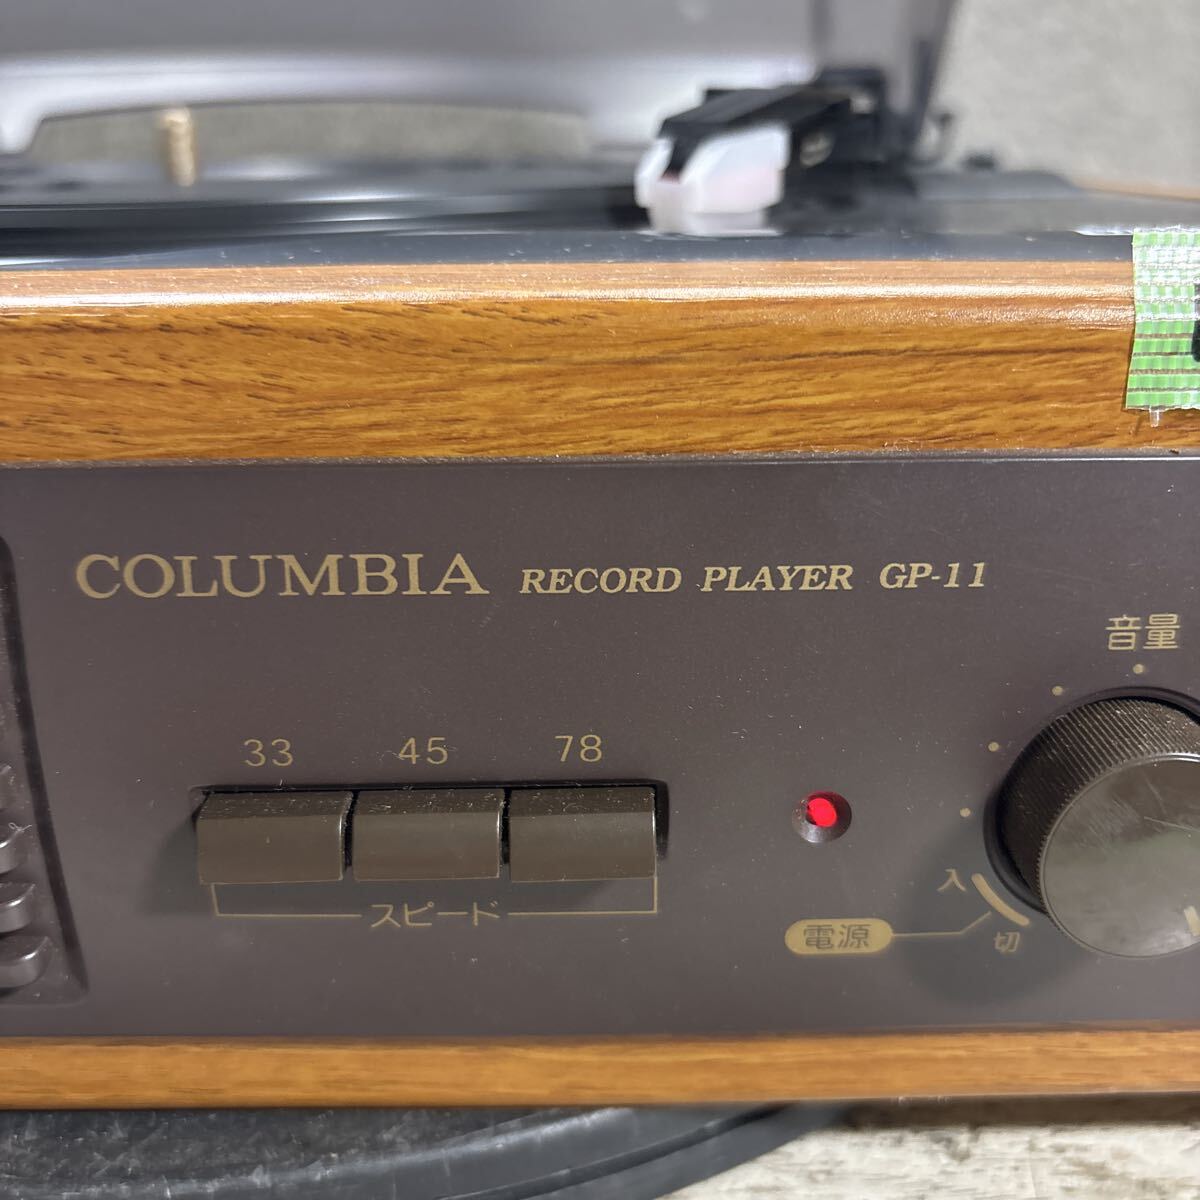 COLUMBIA RECORD PLAYER GP-11
音量
33 45 78
スピード
入
電源
切